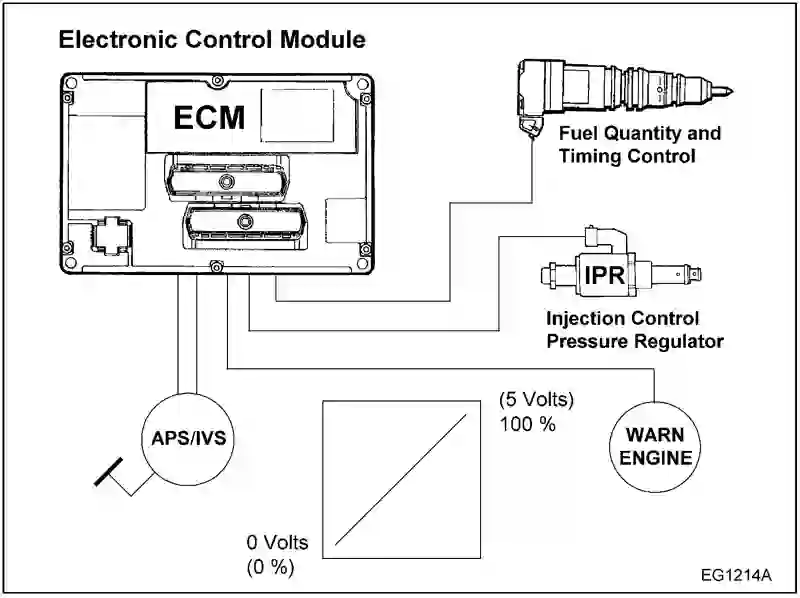 Electronic Control Module
ECM
Fuel Quantity and
Timing Control
IPR
Injection Control
Pressure Regulator
APS/IVS
(5 Volts)
100 %
WARN
ENGINE
0 Volts
(0 %)
EG1214A